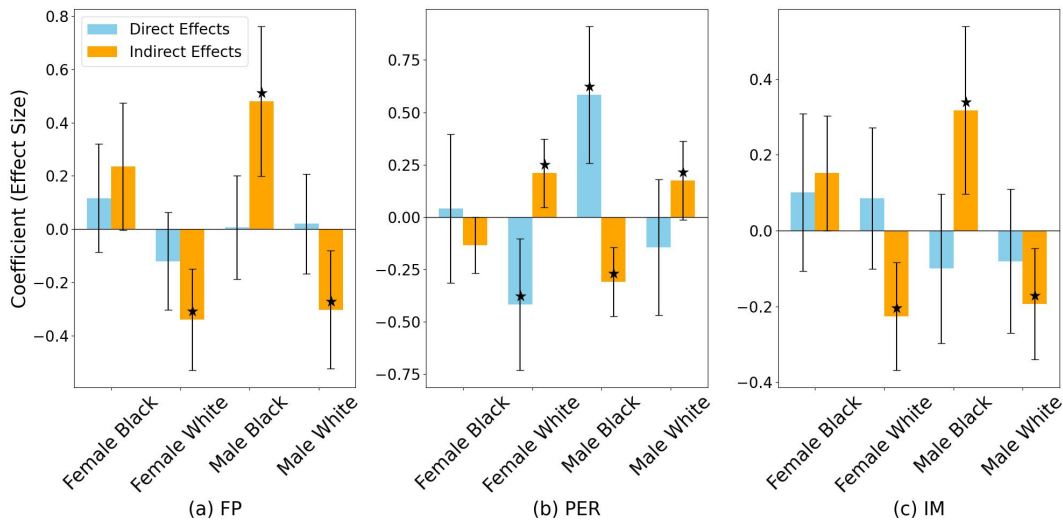 Coefficient (Effect Size)
Direct Effects
Indirect Effects
0.8
0.6
0.4
0.2
0.0
−0.2
−0.4
Female Black
Female White
Male Black
Male White
(a) FP
0.75
0.50
0.25
0.00
−0.25
−0.50
−0.75
Female Black
Female White
Male Black
Male White
(b) PER
0.4
0.2
0.0
−0.2
−0.4
Female Black
Female White
Male Black
Male White
(c) IM